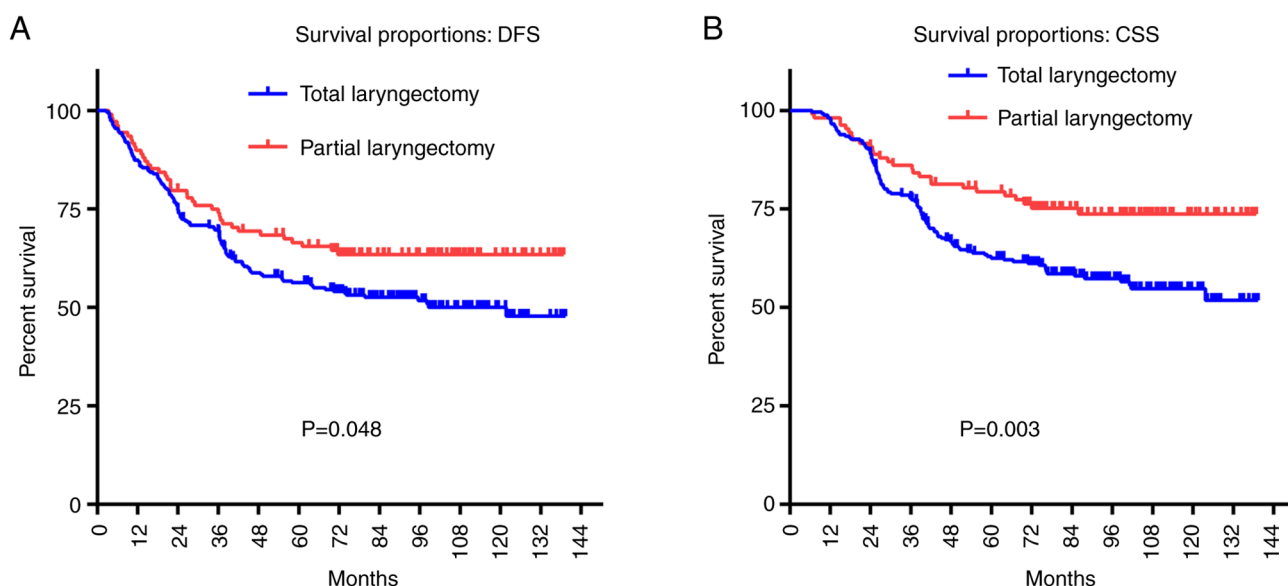 A
Survival proportions: DFS
Total laryngectomy
Partial laryngectomy
Percent survival
100
75
50
25
0
P=0.048
0 12 24 36 48 60 72 84 96 108 120 132 144
Months
B
Survival proportions: CSS
Total laryngectomy
Partial laryngectomy
Percent survival
100
75
50
25
0
P=0.003
0 12 24 36 48 60 72 84 96 108 120 132 144
Months